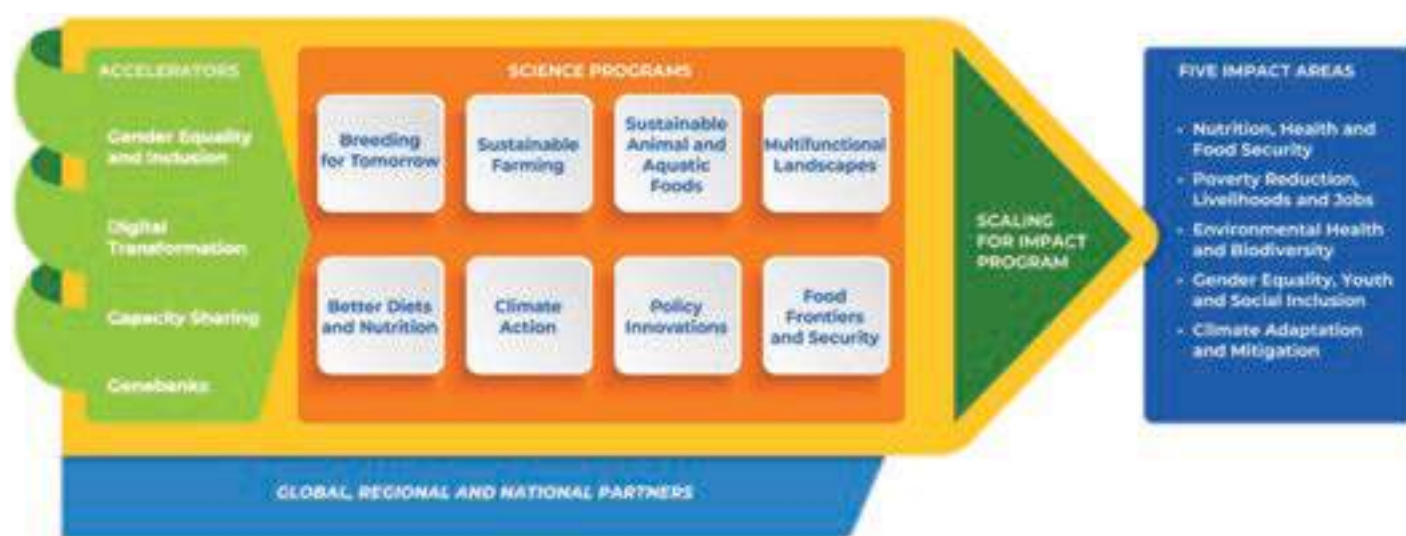 ACCELERATORS
Gender Equality
and Inclusion
Digital
Transformation
Capacity Sharing
Genebanks
SCIENCE PROGRAMS
Breeding
for Tomorrow
Sustainable
Farming
Sustainable
Animal and
Aquatic
Foods
Multifunctional
Landscapes
Better Diets
and Nutrition
Climate
Action
Policy
Innovations
Food
Frontiers
and Security
SCALING
FOR IMPACT
PROGRAM
FIVE IMPACT AREAS
• Nutrition, Health and
Food Security
• Poverty Reduction,
Livelihoods and Jobs
• Environmental Health
and Biodiversity
• Gender Equality, Youth
and Social Inclusion
• Climate Adaptation
and Mitigation
GLOBAL, REGIONAL AND NATIONAL PARTNERS